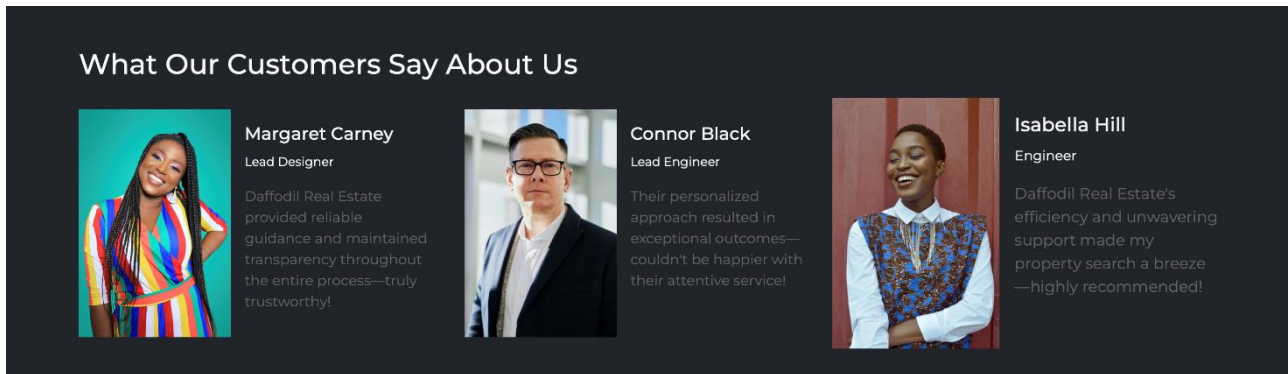 What Our Customers Say About Us
Margaret Carney
Lead Designer
Daffodil Real Estate
provided reliable
guidance and maintained
transparency throughout
the entire process—truly
trustworthy!
Connor Black
Lead Engineer
Their personalized
approach resulted in
exceptional outcomes—
couldn't be happier with
their attentive service!
Isabella Hill
Engineer
Daffodil Real Estate's
efficiency and unwavering
support made my
property search a breeze
—highly recommended!